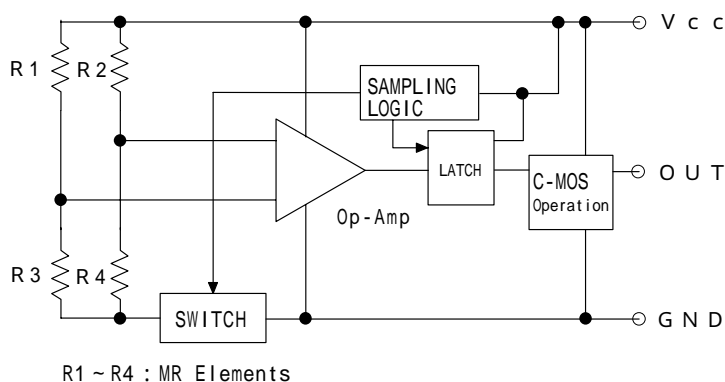 Vcc
R1
R2
SAMPLING
LOGIC
LATCH
OUT
C-MOS
Operation
Op-Amp
R3
R4
SWITCH
GND
R1~R4 : MR Elements